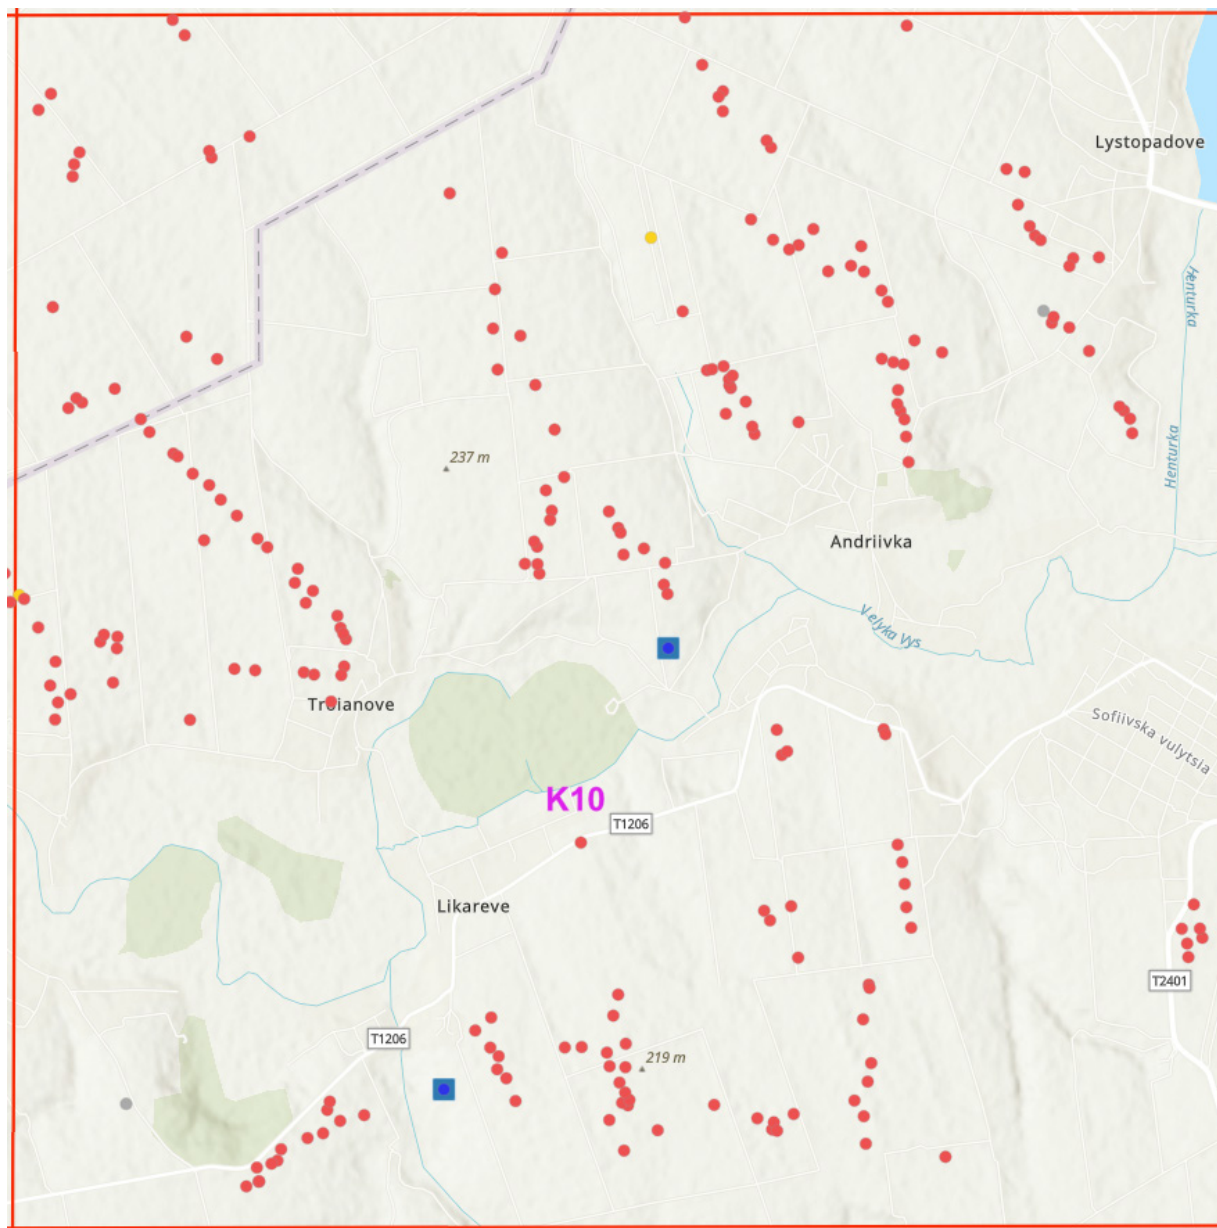 Lystopadove
Henturka
237 m
Henturka
Andriivka
Velyka Vys
Troianove
Sofiivska vulytsia
K10
T1206
Likareve
T2401
T1206
219 m